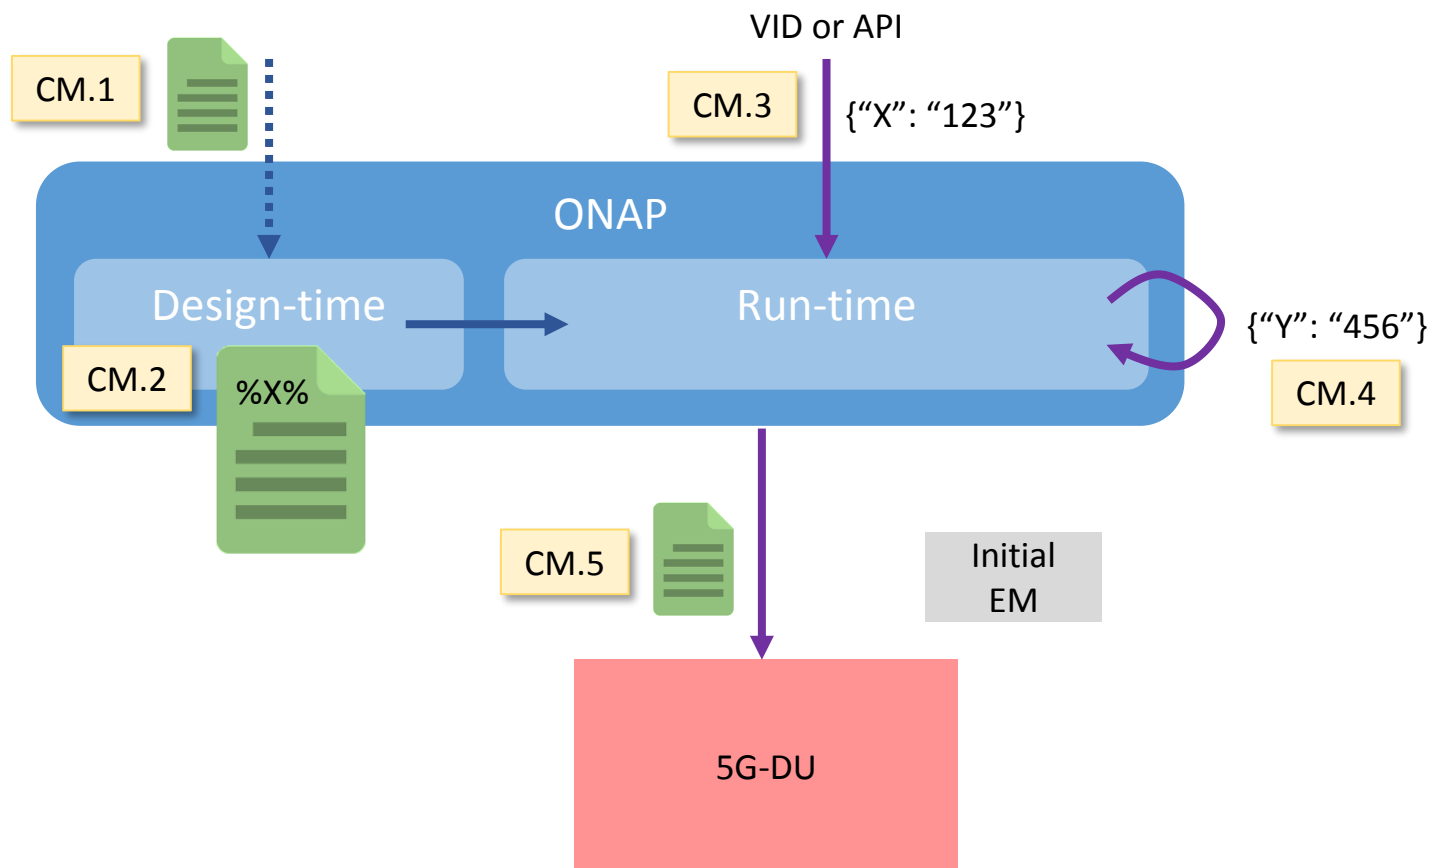 VID or API
CM.1
CM.3
{“X”: “123”}
ONAP
Design-time
Run-time
{“Y”: “456”}
CM.2
%X%
CM.4
CM.5
Initial
EM
5G-DU